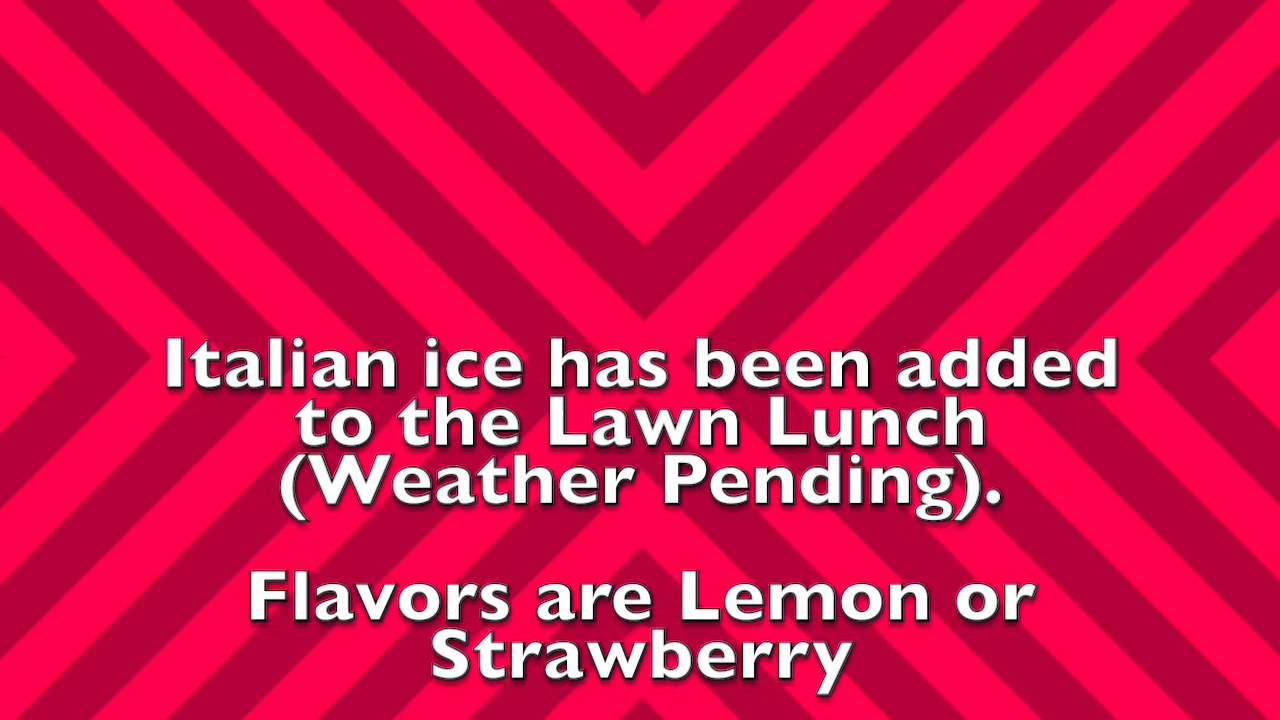 Italian ice has been added
to the Lawn Lunch
(Weather Pending).
Flavors are Lemon or
Strawberry